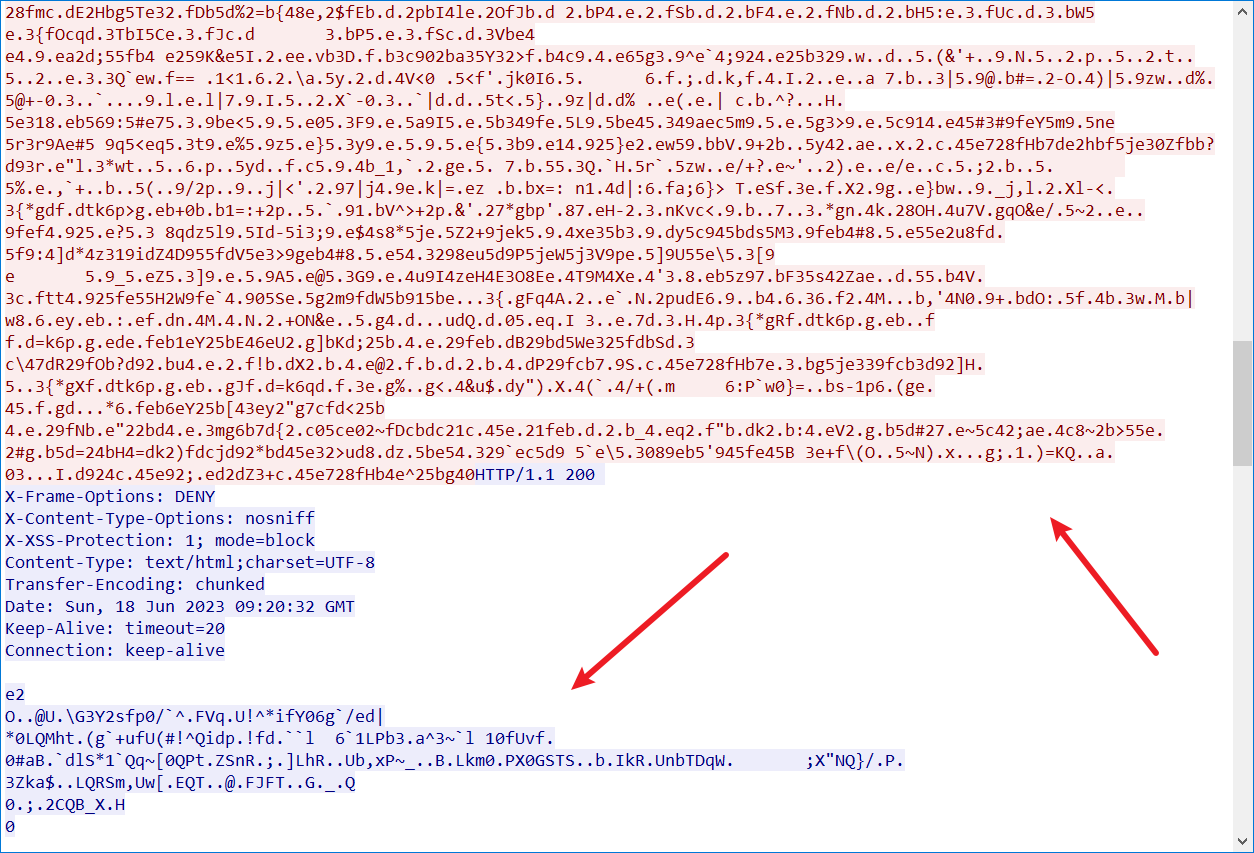 28fmc.dE2Hbg5Te32.fDb5d%2=b{48e,2$fEb.d.2pbI4le.2OfJb.d 2.bP4.e.2.fSb.d.2.bF4.e.2.fNb.d.2.bH5:e.3.fUc.d.3.bW5
e.3{fOcqd.3TbI5Ce.3.fJc.d       3.bP5.e.3.fSc.d.3Vbe4
e4.9.ea2d;55fb4 e259K&e5I.2.ee.vb3D.f.b3c902ba35Y32>f.b4c9.4.e65g3.9^e`4;924.e25b329.w..d..5.(&'+..9.N.5..2.p..5..2.t..
5..2..e.3.3Q`ew.f== .1<1.6.2.\a.5y.2.d.4V<0 .5<f'.jk0I6.5.      6.f.;.d.k,f.4.I.2..e..a 7.b..3|5.9@.b#=.2-O.4)|5.9zw..d%.
5@+-0.3..`....9.l.e.l|7.9.I.5..2.X`-0.3..`|d.d..5t<.5}..9z|d.d% ..e(.e.| c.b.^?...H.
5e318.eb569:5#e75.3.9be<5.9.5.e05.3F9.e.5a9I5.e.5b349fe.5L9.5be45.349aec5m9.5.e.5g3>9.e.5c914.e45#3#9feY5m9.5ne
5r3r9Ae#5 9q5<eq5.3t9.e%5.9z5.e}5.3y9.e.5.9.5.e{5.3b9.e14.925}e2.ew59.bbV.9+2b..5y42.ae..x.2.c.45e728fHb7de2hbf5je30Zfbb?
d93r.e"l.3*wt..5..6.p..5yd..f.c5.9.4b_1,`.2.ge.5. 7.b.55.3Q.`H.5r`.5zw..e/+?.e~'..2).e..e/e..c.5.;2.b..5.
5%.e.,`+..b..5(..9/2p..9..j|<'.2.97|j4.9e.k|=.ez .b.bx=: n1.4d|:6.fa;6}> T.eSf.3e.f.X2.9g..e}bw..9._j,l.2.Xl-<.
3{*gdf.dtk6p>g.eb+0b.b1=:+2p..5.`.91.bV^>+2p.&'.27*gbp'.87.eH-2.3.nKvc<.9.b..7..3.*gn.4k.28OH.4u7V.gqO&e/.5~2..e..
9fef4.925.e?5.3 8qdz5l9.5Id-5i3;9.e$4s8*5je.5Z2+9jek5.9.4xe35b3.9.dy5c945bds5M3.9feb4#8.5.e55e2u8fd.
5f9:4]d*4z319idZ4D955fdV5e3>9geb4#8.5.e54.3298eu5d9P5jeW5j3V9pe.5]9U55e\5.3[9
e       5.9_5.eZ5.3]9.e.5.9A5.e@5.3G9.e.4u9I4zeH4E3O8Ee.4T9M4Xe.4'3.8.eb5z97.bF35s42Zae..d.55.b4V.
3c.ftt4.925fe55H2W9fe`4.905Se.5g2m9fdW5b915be...3{.gFq4A.2..e`.N.2pudE6.9..b4.6.36.f2.4M...b,'4N0.9+.bdO:.5f.4b.3w.M.b|
w8.6.ey.eb.:.ef.dn.4M.4.N.2.+ON&e..5.g4.d...udQ.d.05.eq.I 3..e.7d.3.H.4p.3{*gRf.dtk6p.g.eb..f
f.d=k6p.g.ede.feb1eY25bE46eU2.g]bKd;25b.4.e.29feb.dB29bd5We325fdbSd.3
c\47dR29fOb?d92.bu4.e.2.f!b.dX2.b.4.e@2.f.b.d.2.b.4.dP29fcb7.9S.c.45e728fHb7e.3.bg5je339fcb3d92]H.
5..3{*gXf.dtk6p.g.eb..gJf.d=k6qd.f.3e.g%..g<.4&u$.dy").X.4(`.4/+(.m     6:P`w0}=..bs-1p6.(ge.
45.f.gd...*6.feb6eY25b[43ey2"g7cfd<25b
4.e.29fNb.e"22bd4.e.3mg6b7d{2.c05ce02~fDcbdc21c.45e.21feb.d.2.b_4.eq2.f"b.dk2.b:4.eV2.g.b5d#27.e~5c42;ae.4c8~2b>55e.
2#g.b5d=24bH4=dk2)fdcjd92*bd45e32>ud8.dz.5be54.329`ec5d9 5`e\5.3089eb5'945fe45B 3e+f\(O..5~N).x...g;.1.)=KQ..a.
03...I.d924c.45e92;.ed2dZ3+c.45e728fHb4e^25bg40HTTP/1.1 200
X-Frame-Options: DENY
X-Content-Type-Options: nosniff
X-XSS-Protection: 1; mode=block
Content-Type: text/html;charset=UTF-8
Transfer-Encoding: chunked
Date: Sun, 18 Jun 2023 09:20:32 GMT
Keep-Alive: timeout=20
Connection: keep-alive
e2
O..@U.\G3Y2sfp0/`^.FVq.U!^*ifY06g`/ed|
*0LQMht.(g`+ufU(#!^Qidp.!fd.``l  6`1LPb3.a^3~`l 10fUvf.
0#aB.`dlS*1`Qq~[0QPt.ZSnR.;.]LhR..Ub,xP~_..B.Lkm0.PX0GSTS..b.IkR.UnbTDqW.       ;X"NQ}/.P.
3Zka$..LQRSm,Uw[.EQT..@.FJFT..G._.Q
0.;.2CQB_X.H
0